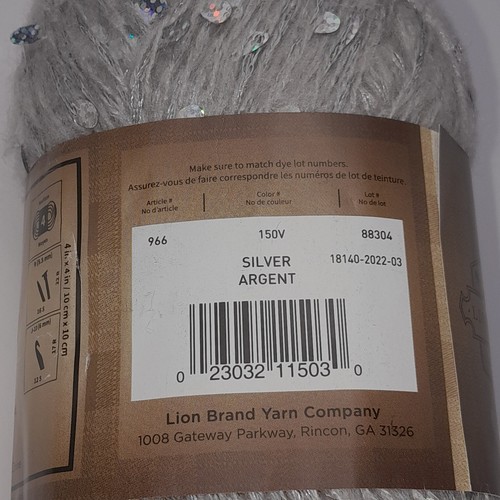 Make sure to match dye lot numbers.
Assurez-vous de faire correspondre les numéros de lot de teinture.
Article # Color # Lot #
No d'article No de couleur No de lot
966 150V 88304
SILVER 18140-2022-03
ARGENT
0 23032 11503 0
Lion Brand Yarn Company
1008 Gateway Parkway, Rincon, GA 31326
4 in. x 4 in. / 10 cm x 10 cm